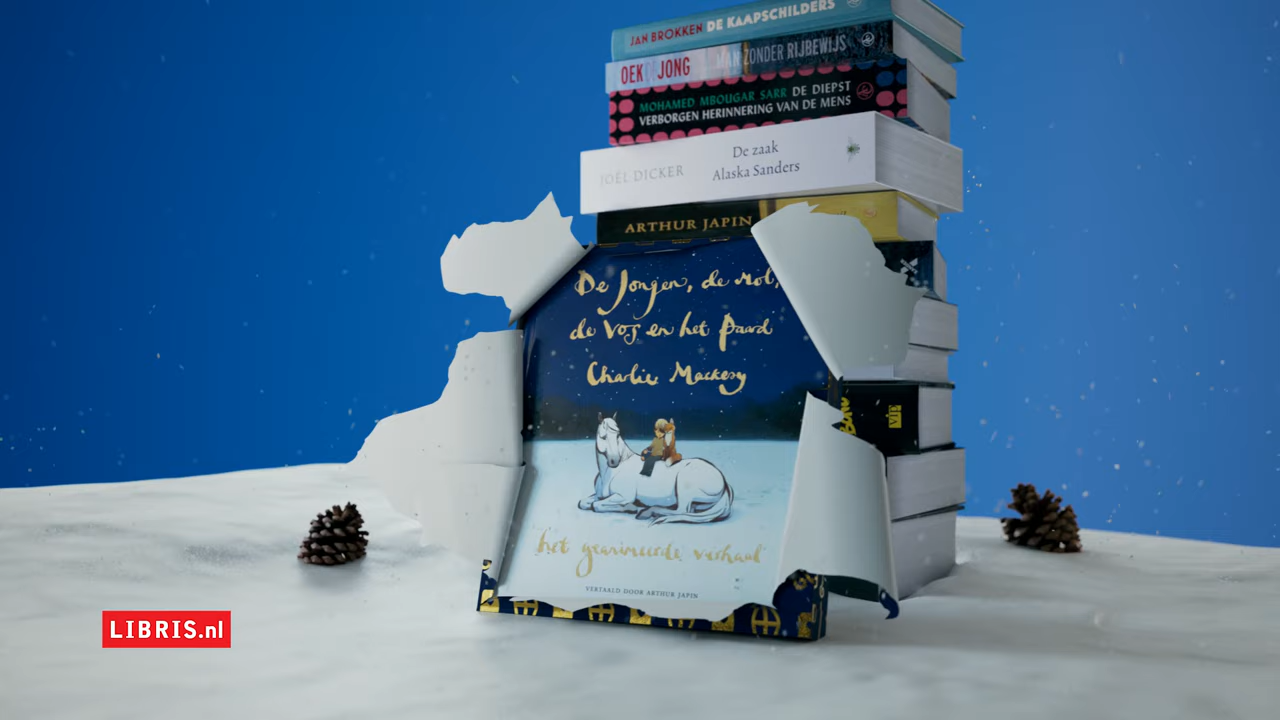 JAN BROKKEN DE KAAPSCHILDERS
OEK DE JONG MAN ZONDER RIJBEWIJS
MOHAMED MBOUGAR SARR DE DIEPST
VERBORGEN HERINNERING VAN DE MENS
JOËL DICKER
De zaak
Alaska Sanders
ARTHUR JAPIN
De Jongen, de Mol,
de Vos en het Paard
Charlie Mackesy
het geanimeerde verhaal
VERTAALD DOOR ARTHUR JAPIN
LIBRIS.nl